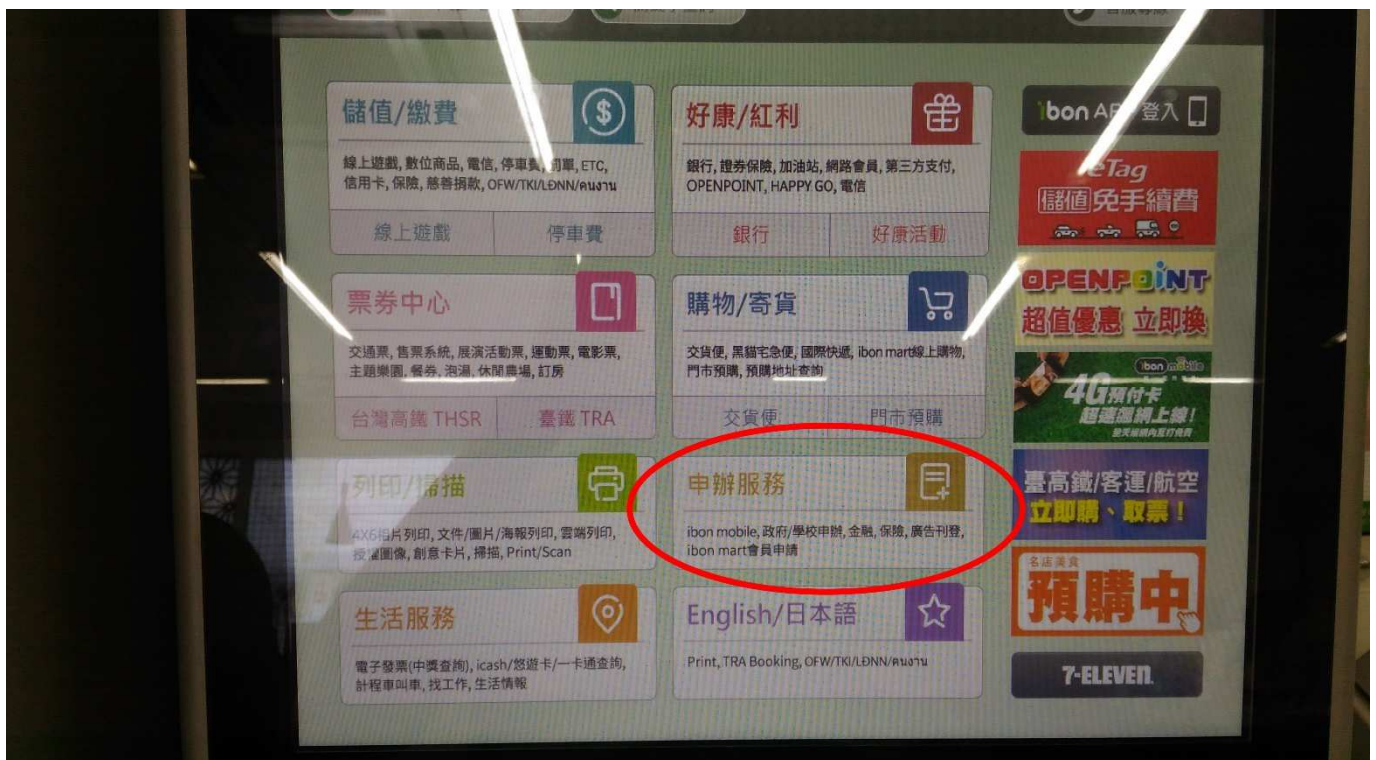 儲值/繳費
線上遊戲, 數位商品, 電信, 停車費, 罰單, ETC,
信用卡, 保險, 慈善捐款, OFW/TKI/LĐNN/คนงาน
線上遊戲 停車費
好康/紅利
銀行, 證券保險, 加油站, 網路會員, 第三方支付,
OPENPOINT, HAPPY GO, 電信
銀行 好康活動
票券中心
交通票, 售票系統, 展演活動票, 運動票, 電影票,
主題樂園, 餐券, 泡湯, 休閒農場, 訂房
台灣高鐵 THSR 臺鐵 TRA
購物/寄貨
交貨便, 黑貓宅急便, 國際快遞, ibon mart線上購物,
門市預購, 預購地址查詢
交貨便 門市預購
列印/掃描
4X6相片列印, 文件/圖片/海報列印, 雲端列印,
授權圖像, 創意卡片, 掃描, Print/Scan
申辦服務
ibon mobile, 政府/學校申辦, 金融, 保險, 廣告刊登,
ibon mart會員申請
生活服務
電子發票(中獎查詢), icash/悠遊卡/一卡通查詢,
計程車叫車, 找工作, 生活情報
English/日本語
Print, TRA Booking, OFW/TKI/LĐNN/คนงาน
ibon APP 登入
eTag
儲值免手續費
OPENPOINT
超值優惠 立即換
ibon mobile
4G預付卡
超速飆網上線!
臺高鐵/客運/航空
立即購、取票!
名店美食
預購中
7-ELEVEN.